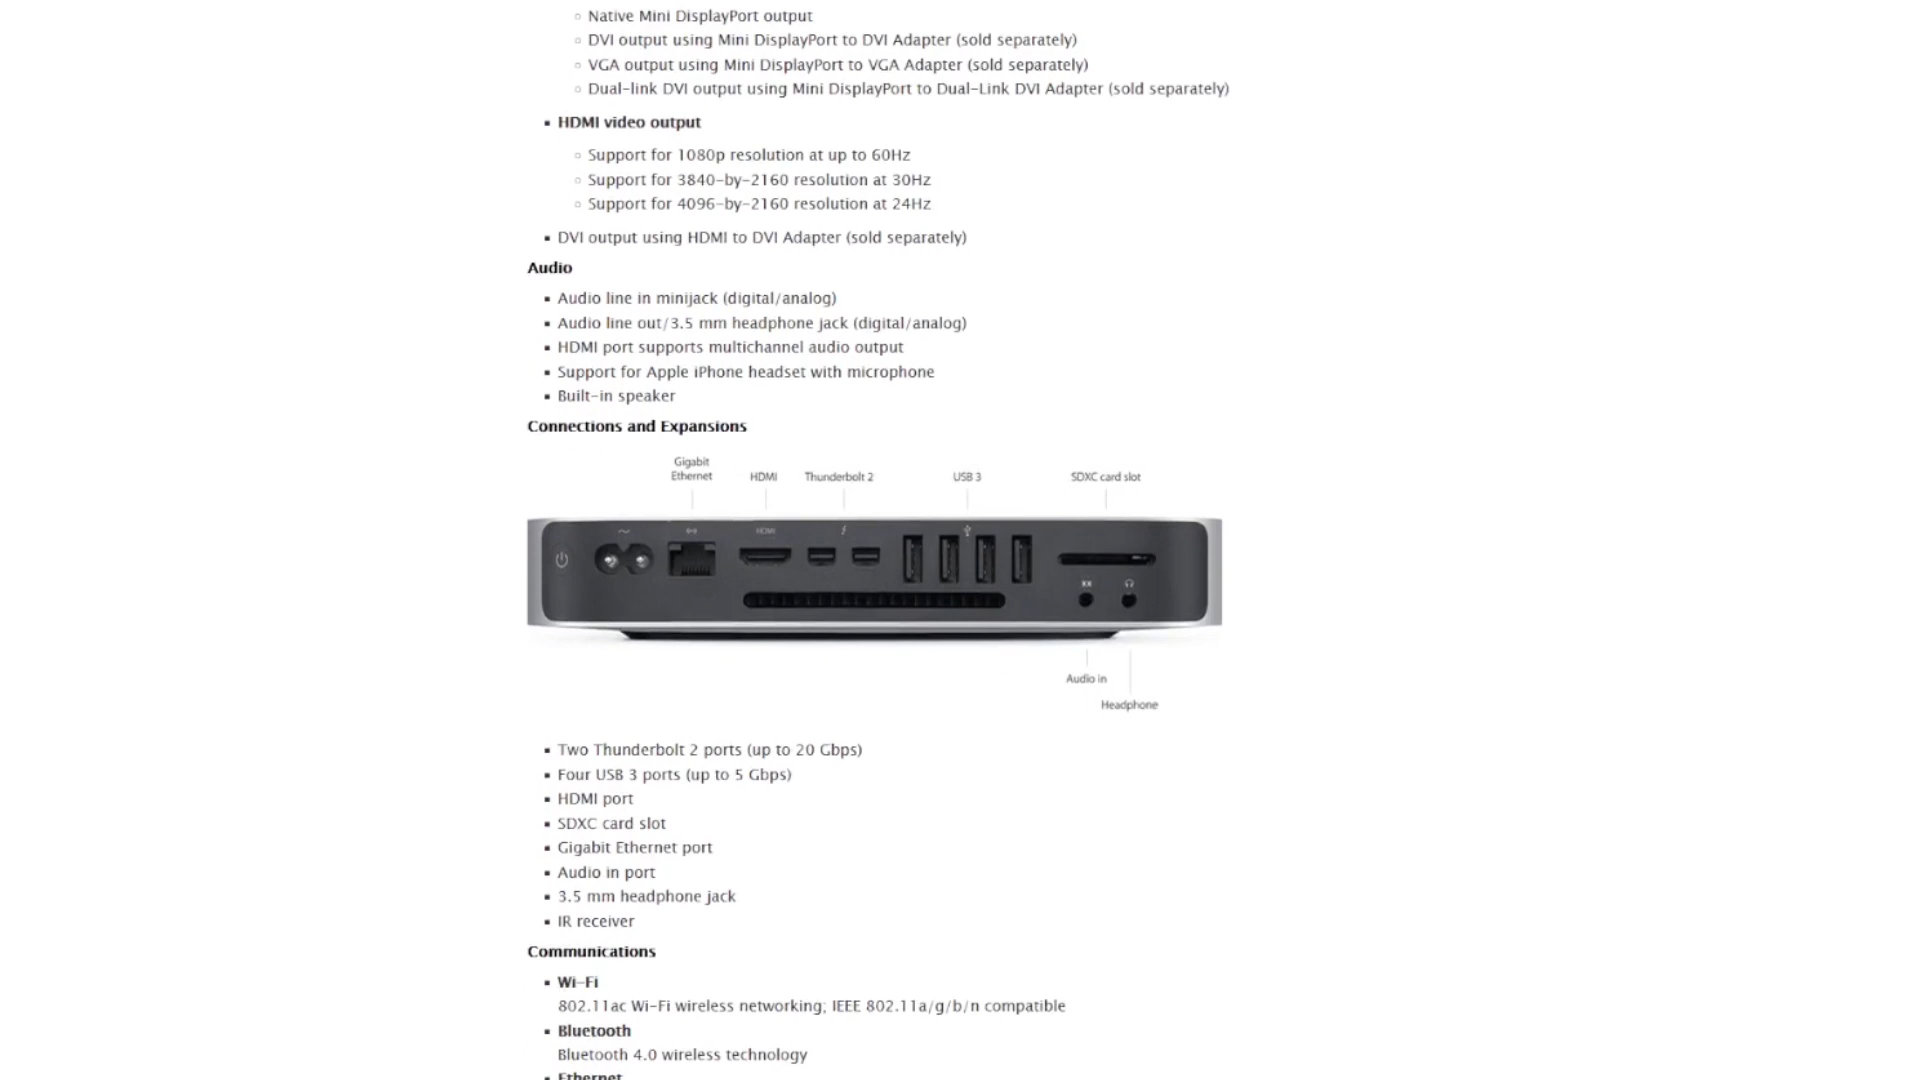 Native Mini DisplayPort output
DVI output using Mini DisplayPort to DVI Adapter (sold separately)
VGA output using Mini DisplayPort to VGA Adapter (sold separately)
Dual-link DVI output using Mini DisplayPort to Dual-Link DVI Adapter (sold separately)
HDMI video output
Support for 1080p resolution at up to 60Hz
Support for 3840-by-2160 resolution at 30Hz
Support for 4096-by-2160 resolution at 24Hz
DVI output using HDMI to DVI Adapter (sold separately)
Audio
Audio line in minijack (digital/analog)
Audio line out/3.5 mm headphone jack (digital/analog)
HDMI port supports multichannel audio output
Support for Apple iPhone headset with microphone
Built-in speaker
Connections and Expansions
Gigabit
Ethernet
HDMI
Thunderbolt 2
USB 3
SDXC card slot
HDMI
Audio in
Headphone
Two Thunderbolt 2 ports (up to 20 Gbps)
Four USB 3 ports (up to 5 Gbps)
HDMI port
SDXC card slot
Gigabit Ethernet port
Audio in port
3.5 mm headphone jack
IR receiver
Communications
Wi-Fi
802.11ac Wi-Fi wireless networking; IEEE 802.11a/g/b/n compatible
Bluetooth
Bluetooth 4.0 wireless technology
Ethernet